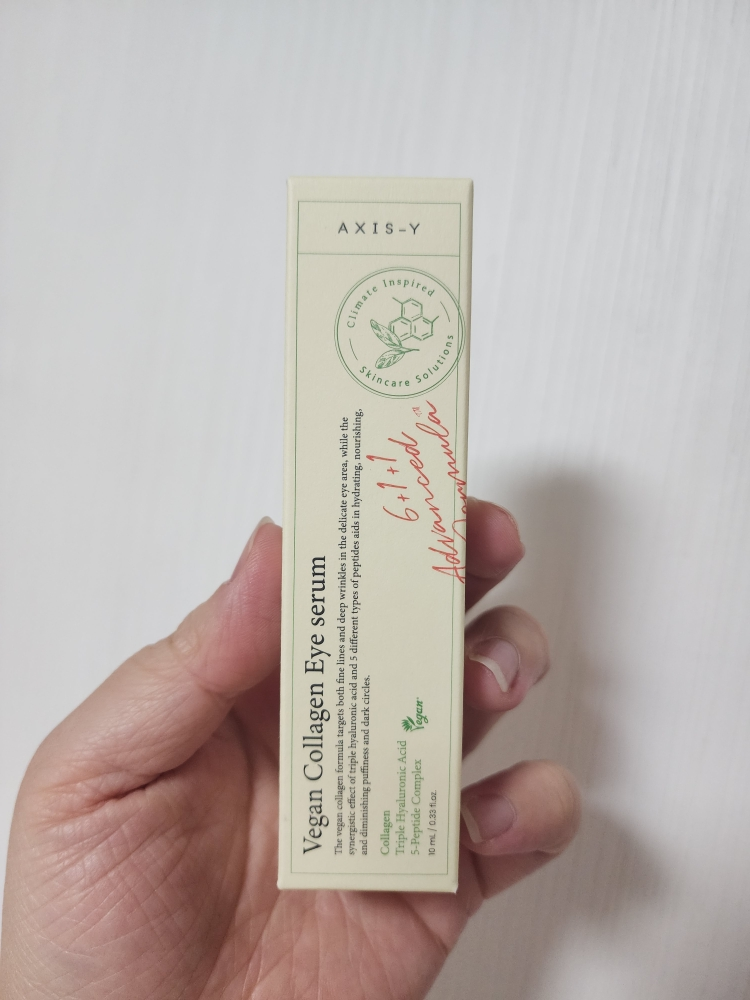 AXIS-Y
Climate Inspired
Skincare Solutions
6+1+1
Advanced
Formula
Vegan Collagen Eye serum
The vegan collagen formula targets both fine lines and deep wrinkles in the delicate eye area, while the
synergistic effect of triple hyaluronic acid and 5 different types of peptides aids in hydrating, nourishing,
and diminishing puffiness and dark circles.
Collagen
Triple Hyaluronic Acid
5-Peptide Complex
Vegan
10 mL / 0.33 fl.oz